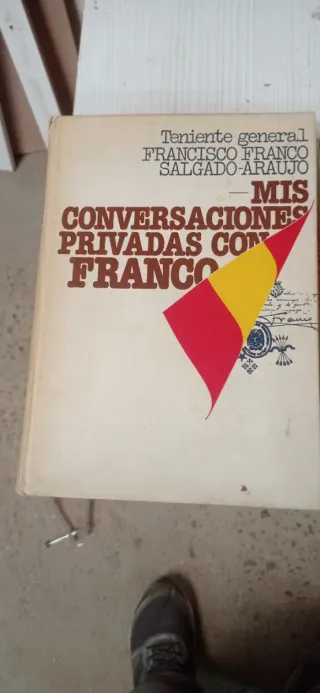 Teniente general
FRANCISCO FRANCO
SALGADO-ARAUJO
— MIS
CONVERSACIONES
PRIVADAS CON
FRANCO